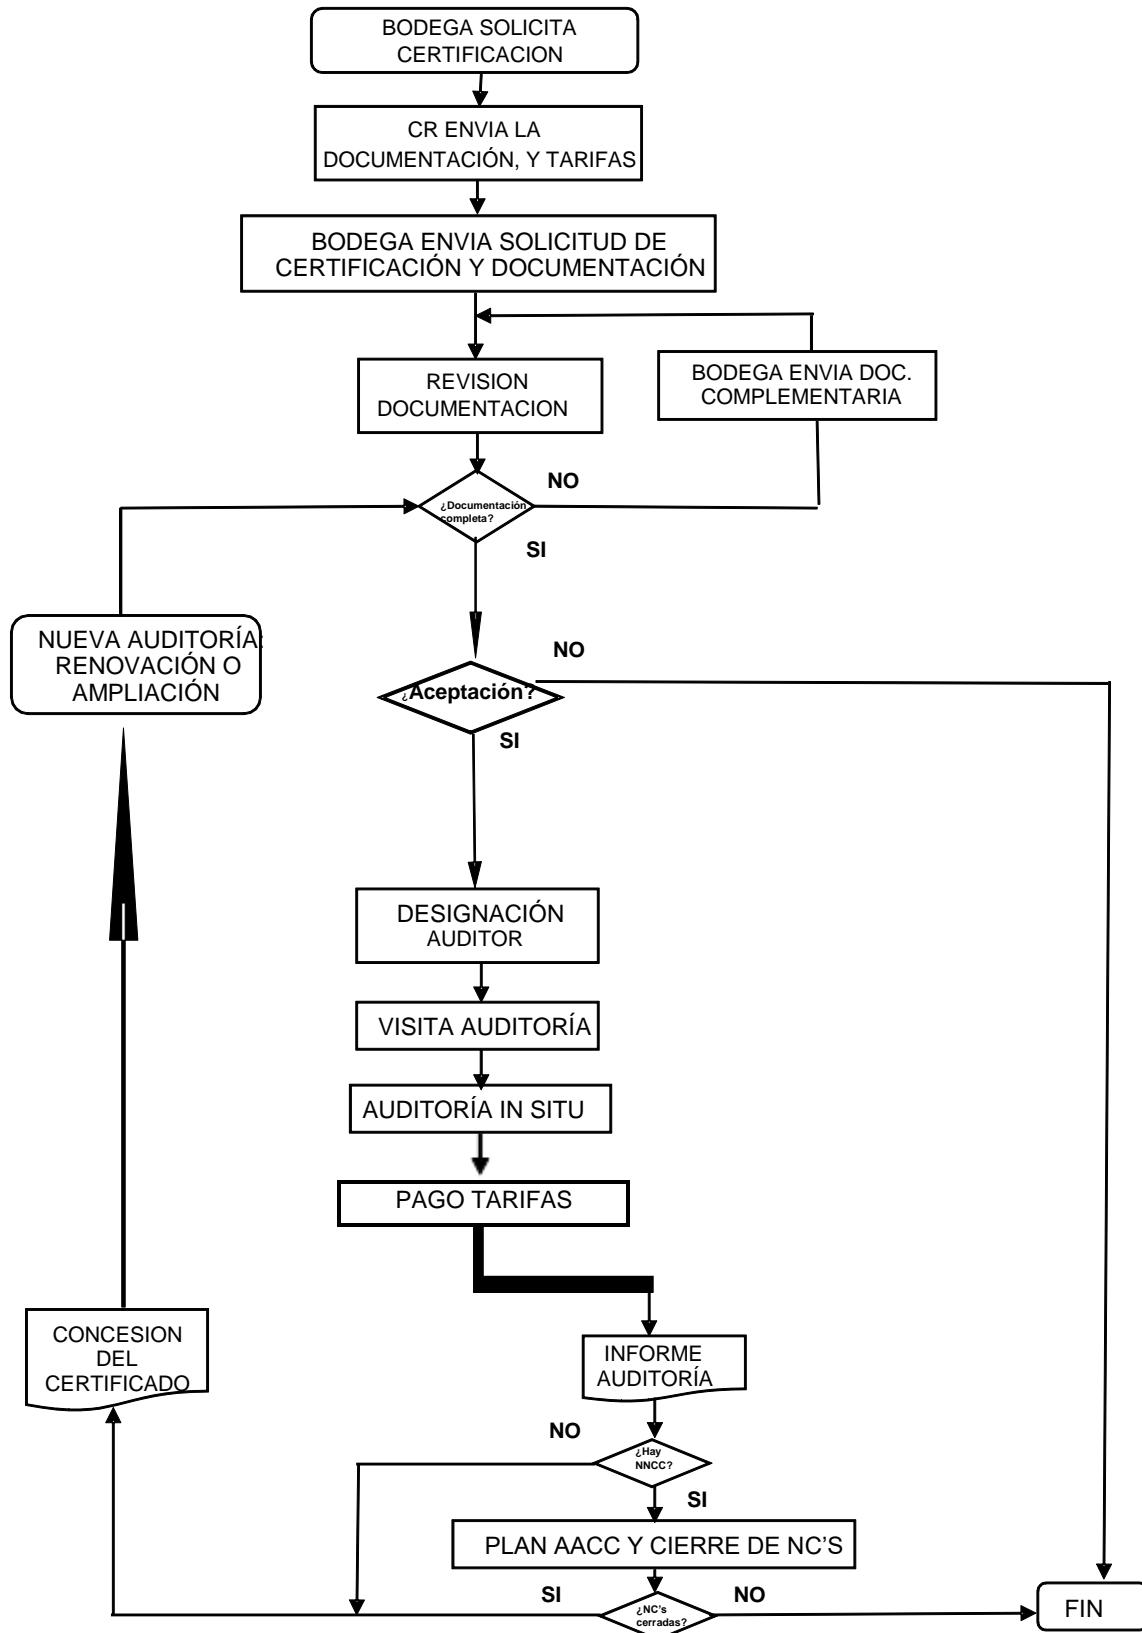 BODEGA SOLICITA
CERTIFICACION
CR ENVIA LA
DOCUMENTACIÓN, Y TARIFAS
BODEGA ENVIA SOLICITUD DE
CERTIFICACIÓN Y DOCUMENTACIÓN
REVISION
DOCUMENTACION
BODEGA ENVIA DOC.
COMPLEMENTARIA
NO
¿Documentación
completa?
SI
NUEVA AUDITORÍA:
RENOVACIÓN O
AMPLIACIÓN
NO
¿Aceptación?
SI
DESIGNACIÓN
AUDITOR
VISITA AUDITORÍA
AUDITORÍA IN SITU
PAGO TARIFAS
CONCESION
DEL
CERTIFICADO
INFORME
AUDITORÍA
NO
¿Hay
NNCC?
SI
PLAN AACC Y CIERRE DE NC'S
SI
NO
¿NC's
cerradas?
FIN